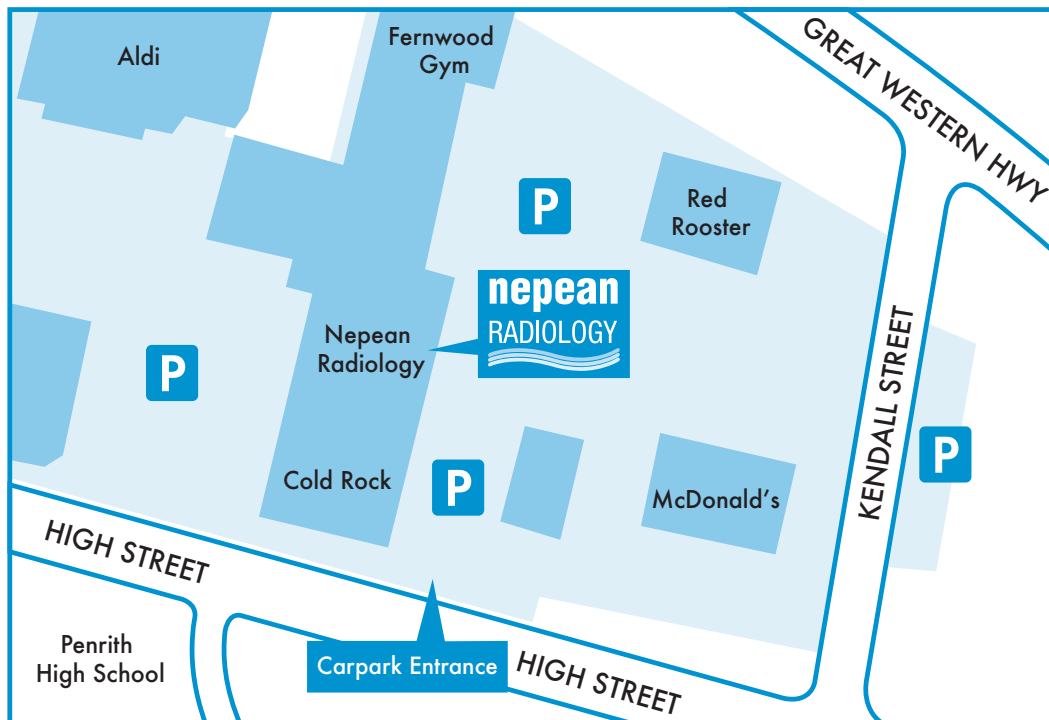 Aldi
Fernwood
Gym
GREAT WESTERN HWY
P
Red
Rooster
nepean
RADIOLOGY
Nepean
Radiology
KENDALL STREET
P
P
Cold Rock
P
McDonald's
HIGH STREET
Penrith
High School
Carpark Entrance
HIGH STREET